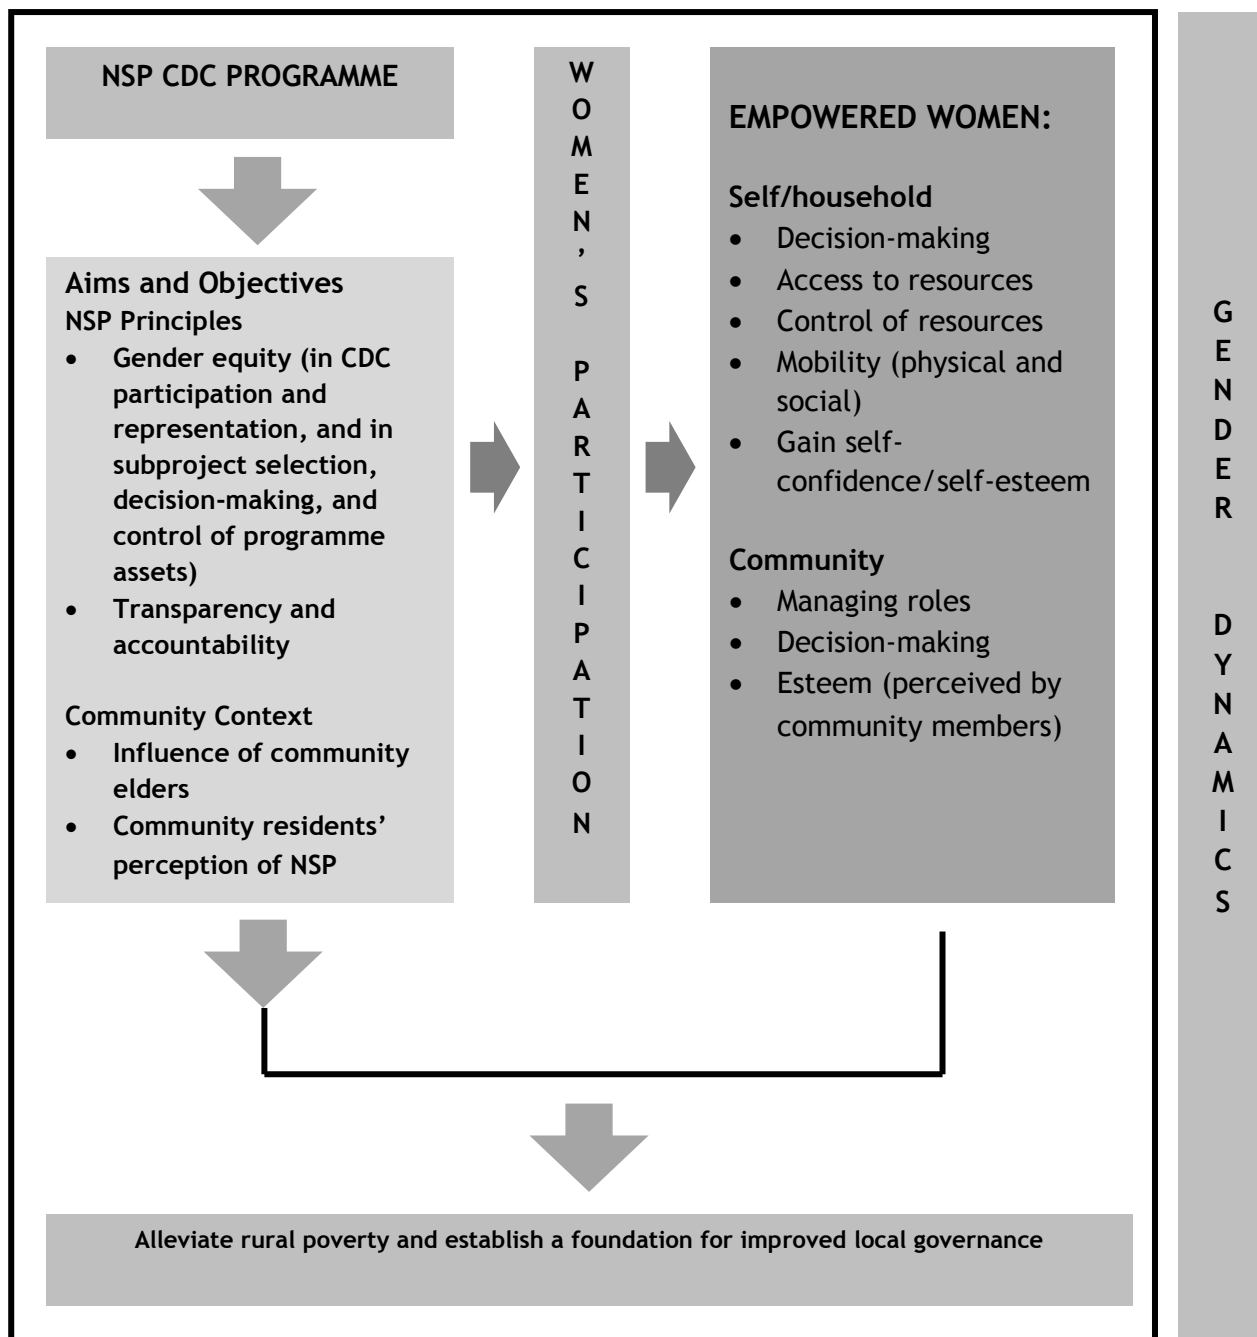 NSP CDC PROGRAMME
Aims and Objectives
NSP Principles
• Gender equity (in CDC
participation and
representation, and in
subproject selection,
decision-making, and
control of programme
assets)
• Transparency and
accountability
Community Context
• Influence of community
elders
• Community residents’
perception of NSP
WOMEN’S PARTICIPATION
EMPOWERED WOMEN:
Self/household
• Decision-making
• Access to resources
• Control of resources
• Mobility (physical and
social)
• Gain self-
confidence/self-esteem
Community
• Managing roles
• Decision-making
• Esteem (perceived by
community members)
Alleviate rural poverty and establish a foundation for improved local governance
GENDER DYNAMICS